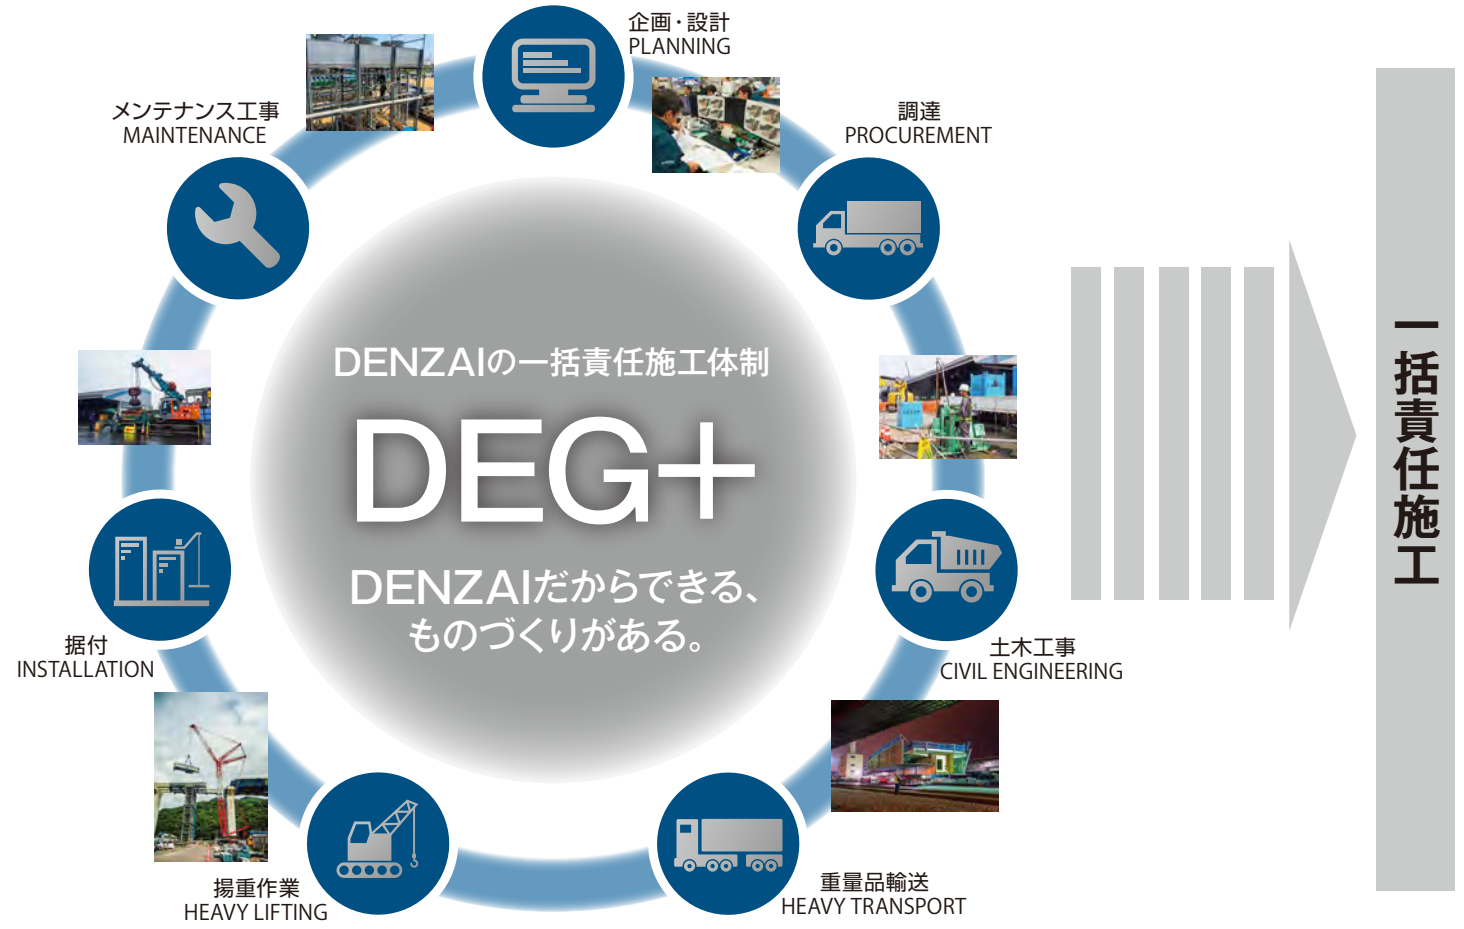 企画・設計
PLANNING
調達
PROCUREMENT
メンテナンス工事
MAINTENANCE
DENZAIの一括責任施工体制
DEG+
DENZAIだからできる、
ものづくりがある。
一括責任施工
据付
INSTALLATION
土木工事
CIVIL ENGINEERING
揚重作業
HEAVY LIFTING
重量品輸送
HEAVY TRANSPORT